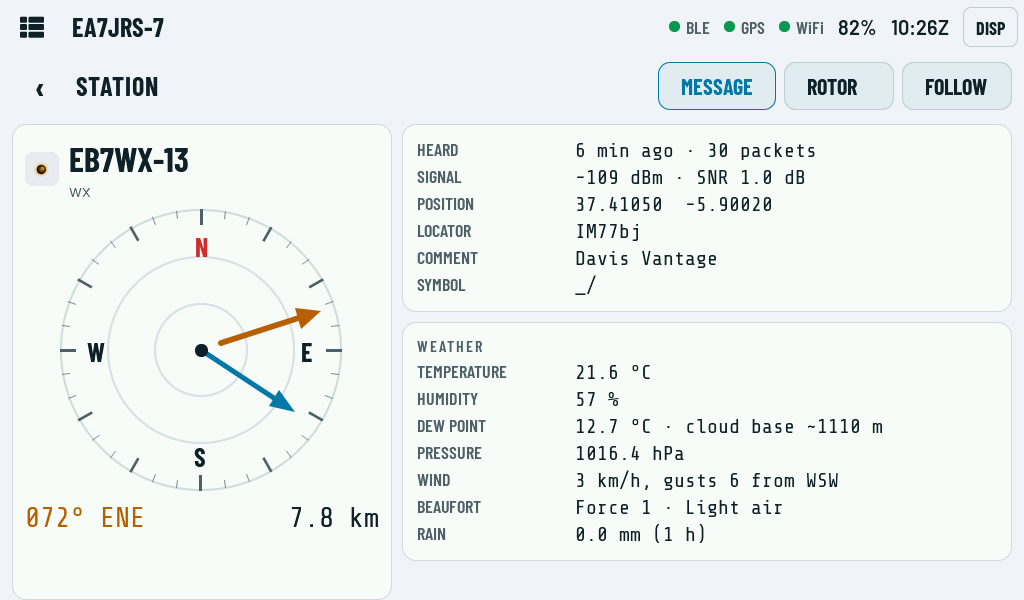 EA7JRS-7
BLE GPS WiFi 82% 10:26Z DISP
‹ STATION
MESSAGE ROTOR FOLLOW
EB7WX-13
WX
N
W E
S
072° ENE 7.8 km
HEARD 6 min ago · 30 packets
SIGNAL -109 dBm · SNR 1.0 dB
POSITION 37.41050 -5.90020
LOCATOR IM77bj
COMMENT Davis Vantage
SYMBOL _/
WEATHER
TEMPERATURE 21.6 °C
HUMIDITY 57 %
DEW POINT 12.7 °C · cloud base ~1110 m
PRESSURE 1016.4 hPa
WIND 3 km/h, gusts 6 from WSW
BEAUFORT Force 1 · Light air
RAIN 0.0 mm (1 h)